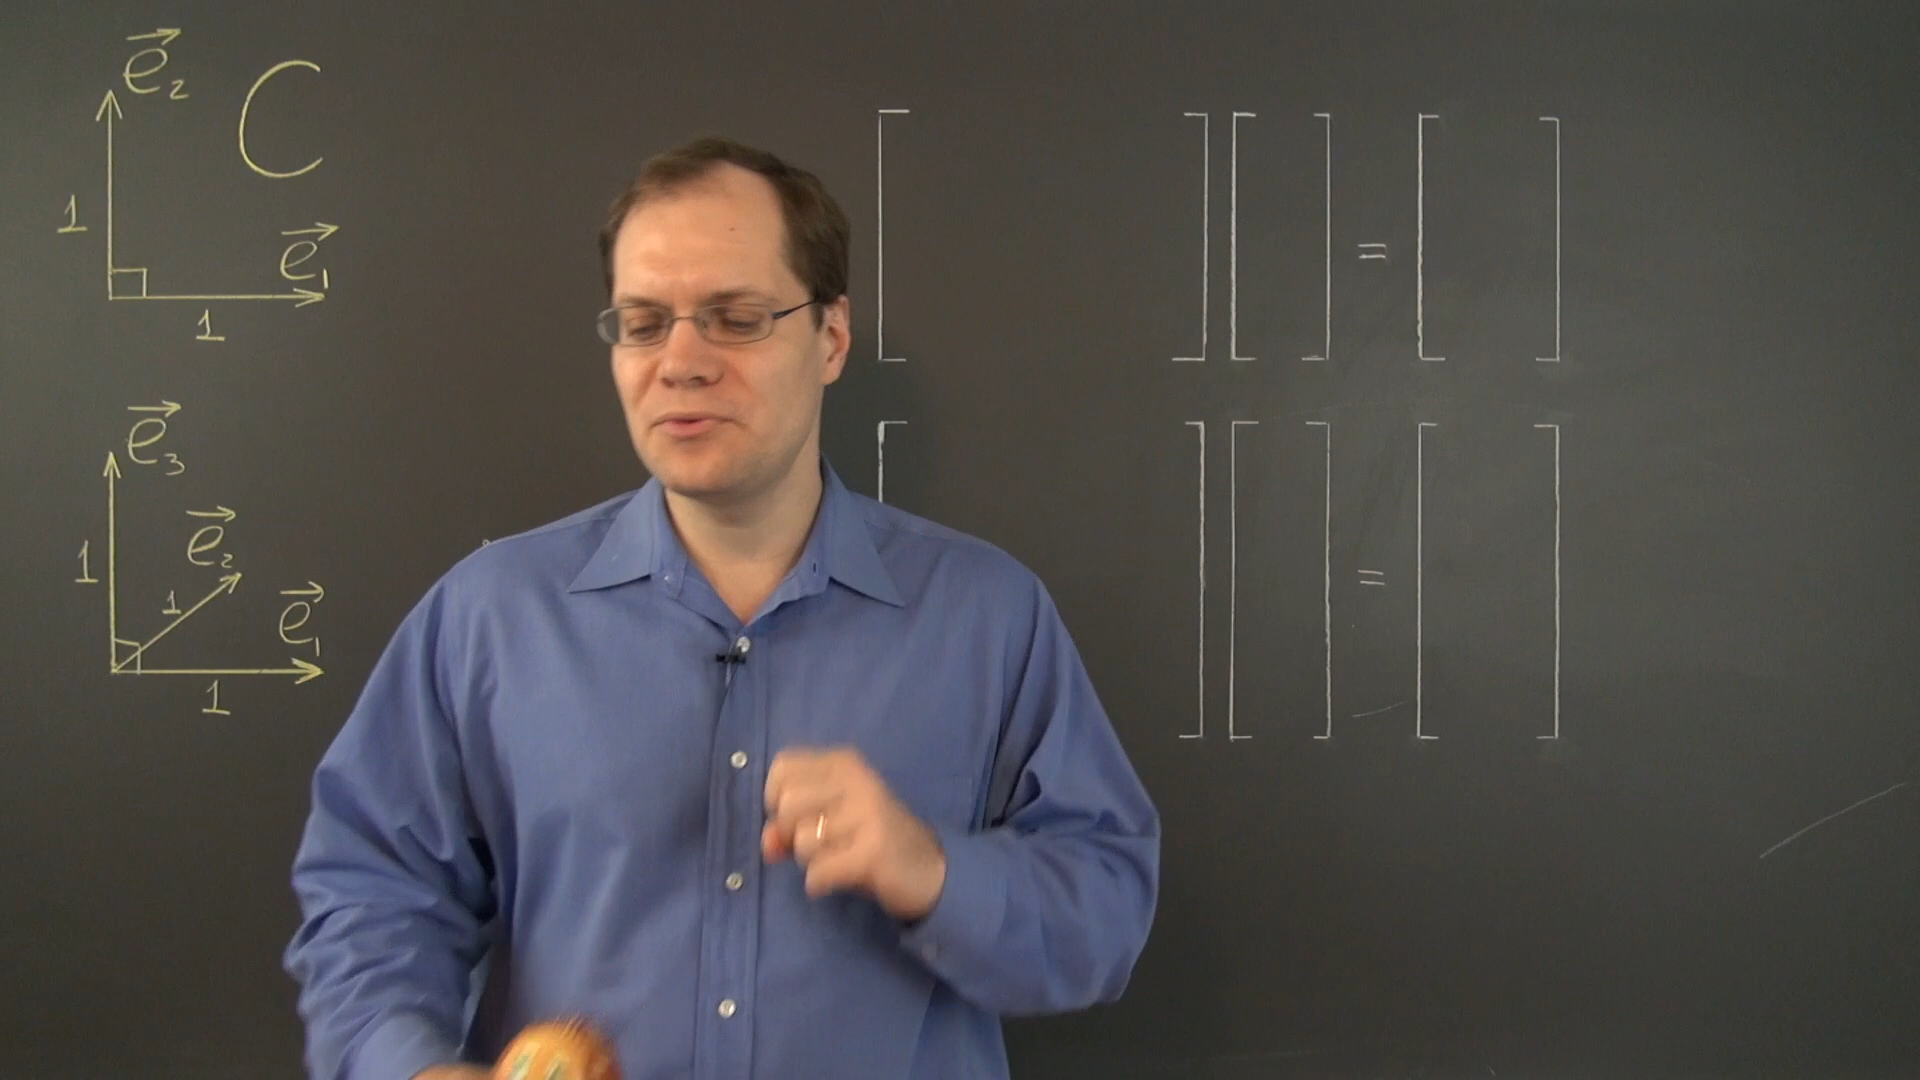 e⃗₂
C
1
e⃗₁
1
=
e⃗₃
e⃗₂
1
1
e⃗₁
1
=